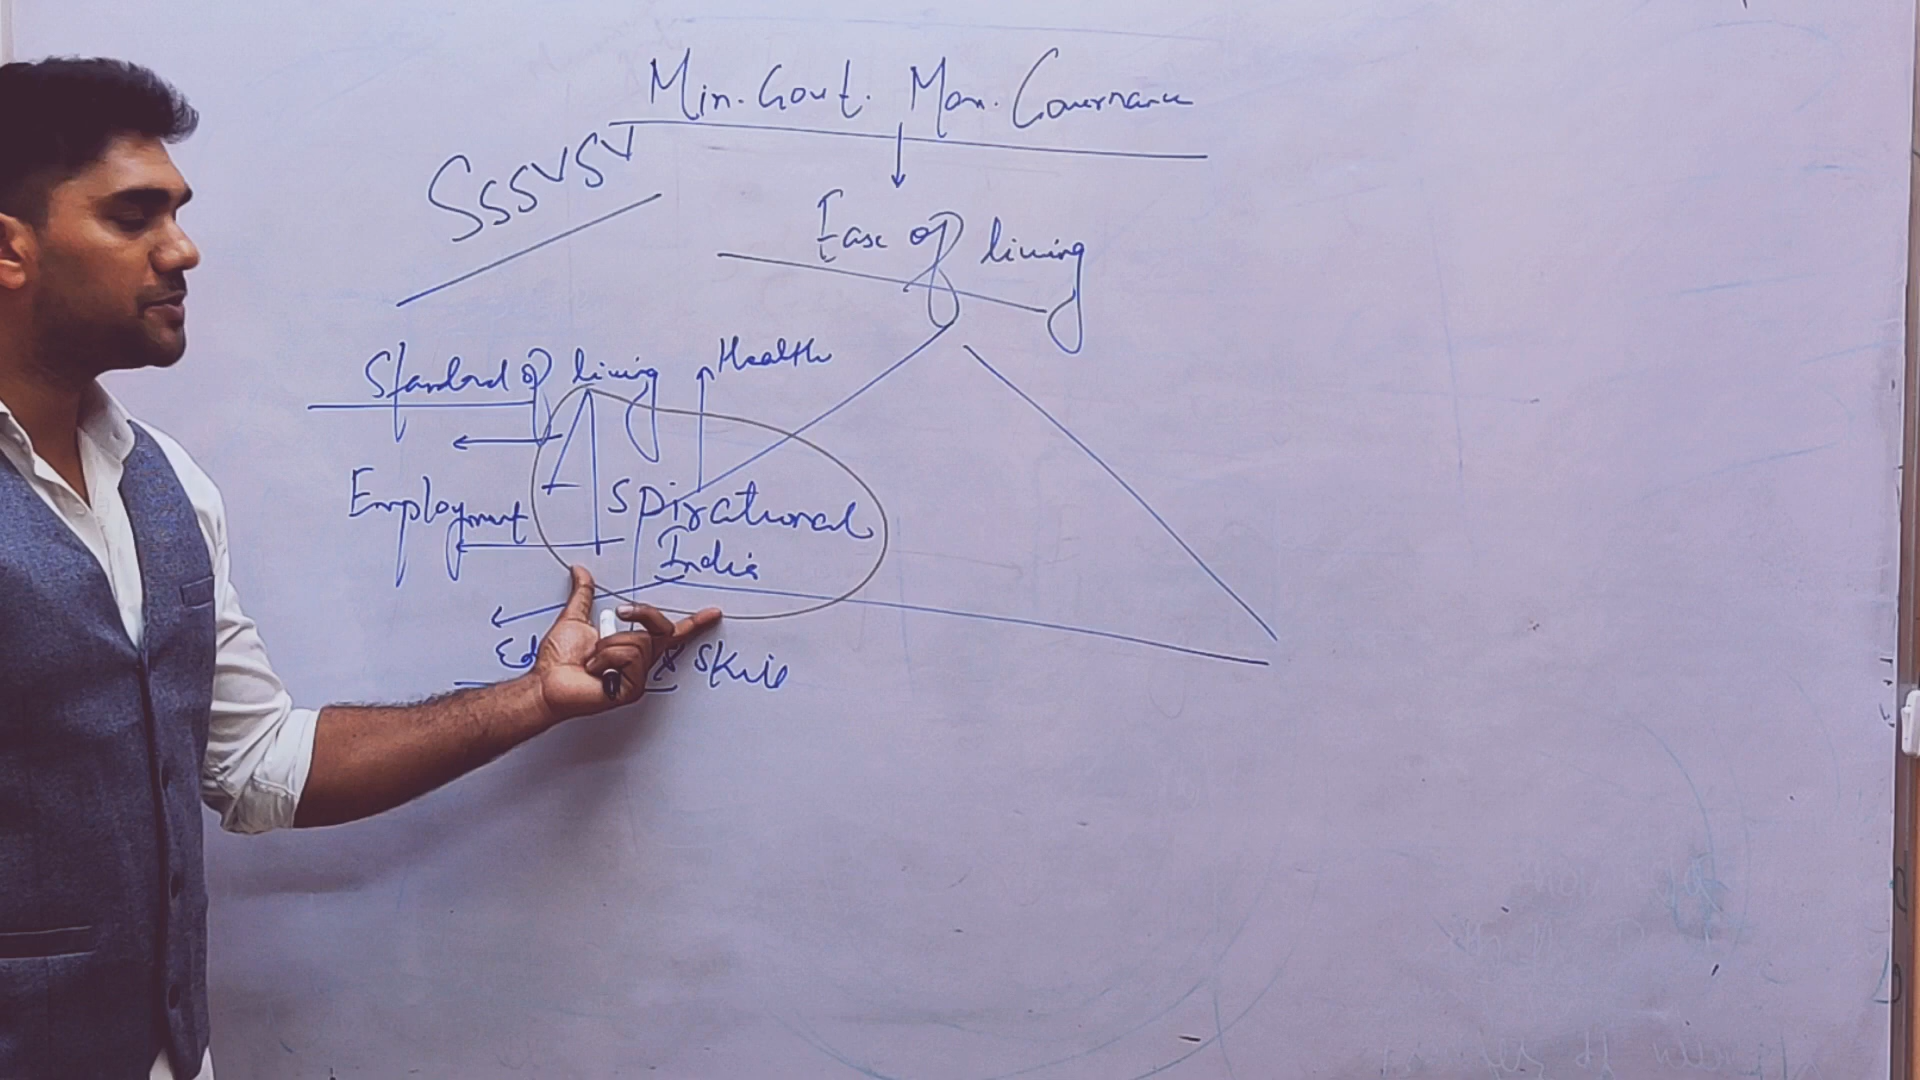 Min. Govt. Max. Governance
SSSVSV
Ease of living
Standard of living
Health
Employment
Aspirational
India
& Skill